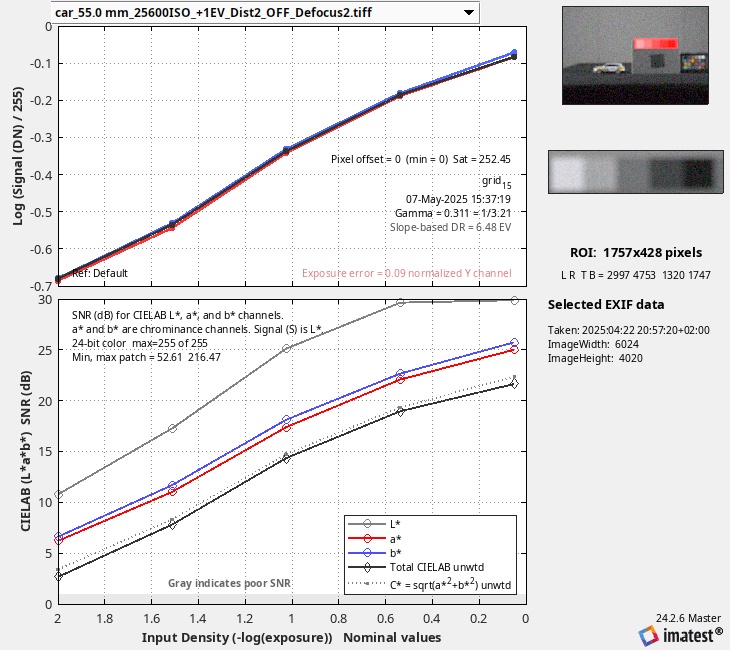 car_55.0 mm_25600ISO_+1EV_Dist2_OFF_Defocus2.tiff
0
-0.1
-0.2
-0.3
-0.4
-0.5
-0.6
-0.7
Log (Signal (DN) / 255)
Pixel offset = 0 (min = 0) Sat = 252.45
grid15
07-May-2025 15:37:19
Gamma = 0.311 = 1/3.21
Slope-based DR = 6.48 EV
Ref: Default
Exposure error = 0.09 normalized Y channel
ROI: 1757x428 pixels
L R T B = 2997 4753 1320 1747
Selected EXIF data
Taken: 2025:04:22 20:57:20+02:00
ImageWidth: 6024
ImageHeight: 4020
30
25
20
15
10
5
0
CIELAB (L*a*b*) SNR (dB)
SNR (dB) for CIELAB L*, a*, and b* channels.
a* and b* are chrominance channels. Signal (S) is L*.
24-bit color max=255 of 255
Min, max patch = 52.61 216.47
L*
a*
b*
Total CIELAB unwtd
C* = sqrt(a*2+b*2) unwtd
Gray indicates poor SNR
2 1.8 1.6 1.4 1.2 1 0.8 0.6 0.4 0.2 0
Input Density (-log(exposure)) Nominal values
24.2.6 Master
imatest®